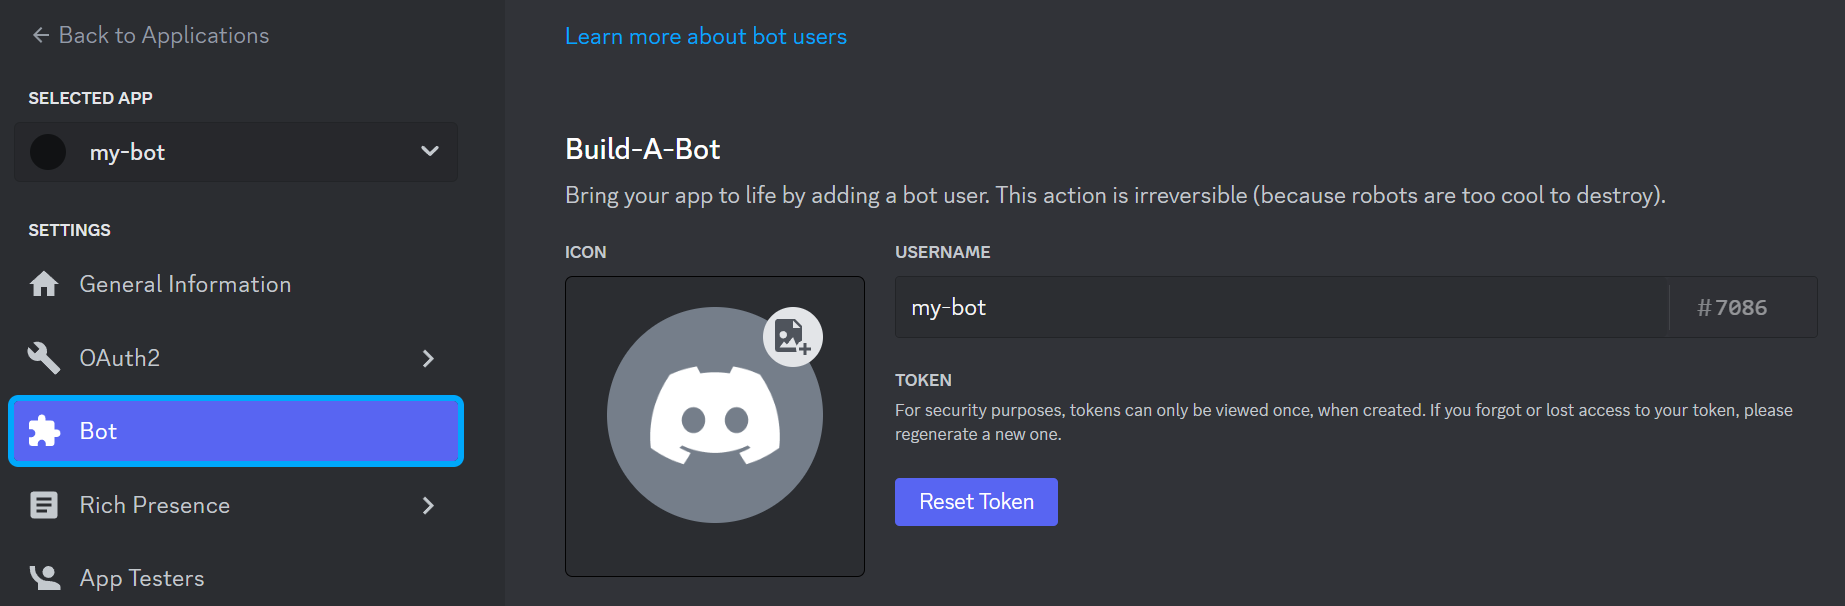 Back to Applications
SELECTED APP
my-bot
SETTINGS
General Information
OAuth2
Bot
Rich Presence
App Testers
Learn more about bot users
Build-A-Bot
Bring your app to life by adding a bot user. This action is irreversible (because robots are too cool to destroy).
ICON
USERNAME
my-bot #7086
TOKEN
For security purposes, tokens can only be viewed once, when created. If you forgot or lost access to your token, please
regenerate a new one.
Reset Token